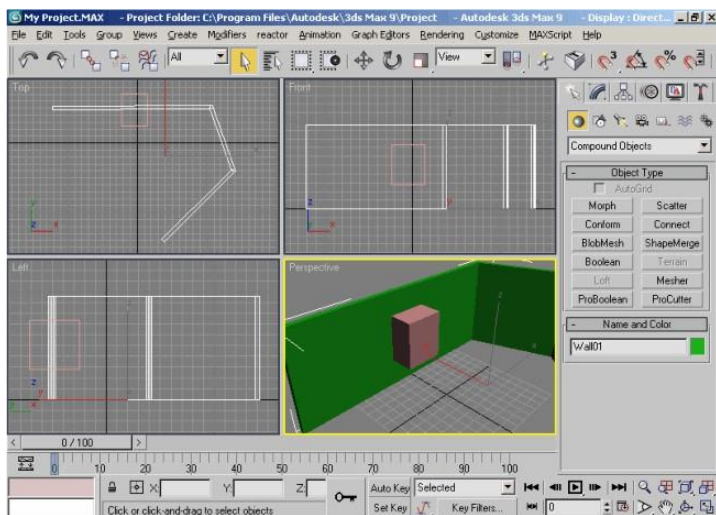 My Project.MAX - Project Folder: C:\Program Files\Autodesk\3ds Max 9\Project - Autodesk 3ds Max 9 - Display : Direct...
File Edit Tools Group Views Create Modifiers reactor Animation Graph Editors Rendering Customize MAXScript Help
All View 3
Top Front
Compound Objects
- Object Type
AutoGrid
Morph Scatter
Conform Connect
BlobMesh ShapeMerge
Boolean Terrain
Loft Mesher
ProBoolean ProCutter
Left Perspective
- Name and Color
Wall01
< 0 / 100 >
0 10 20 30 40 50 60 70 80 90 100
X: Y: Z: Auto Key Selected
Click or click-and-drag to select objects Set Key Key Filters... 0